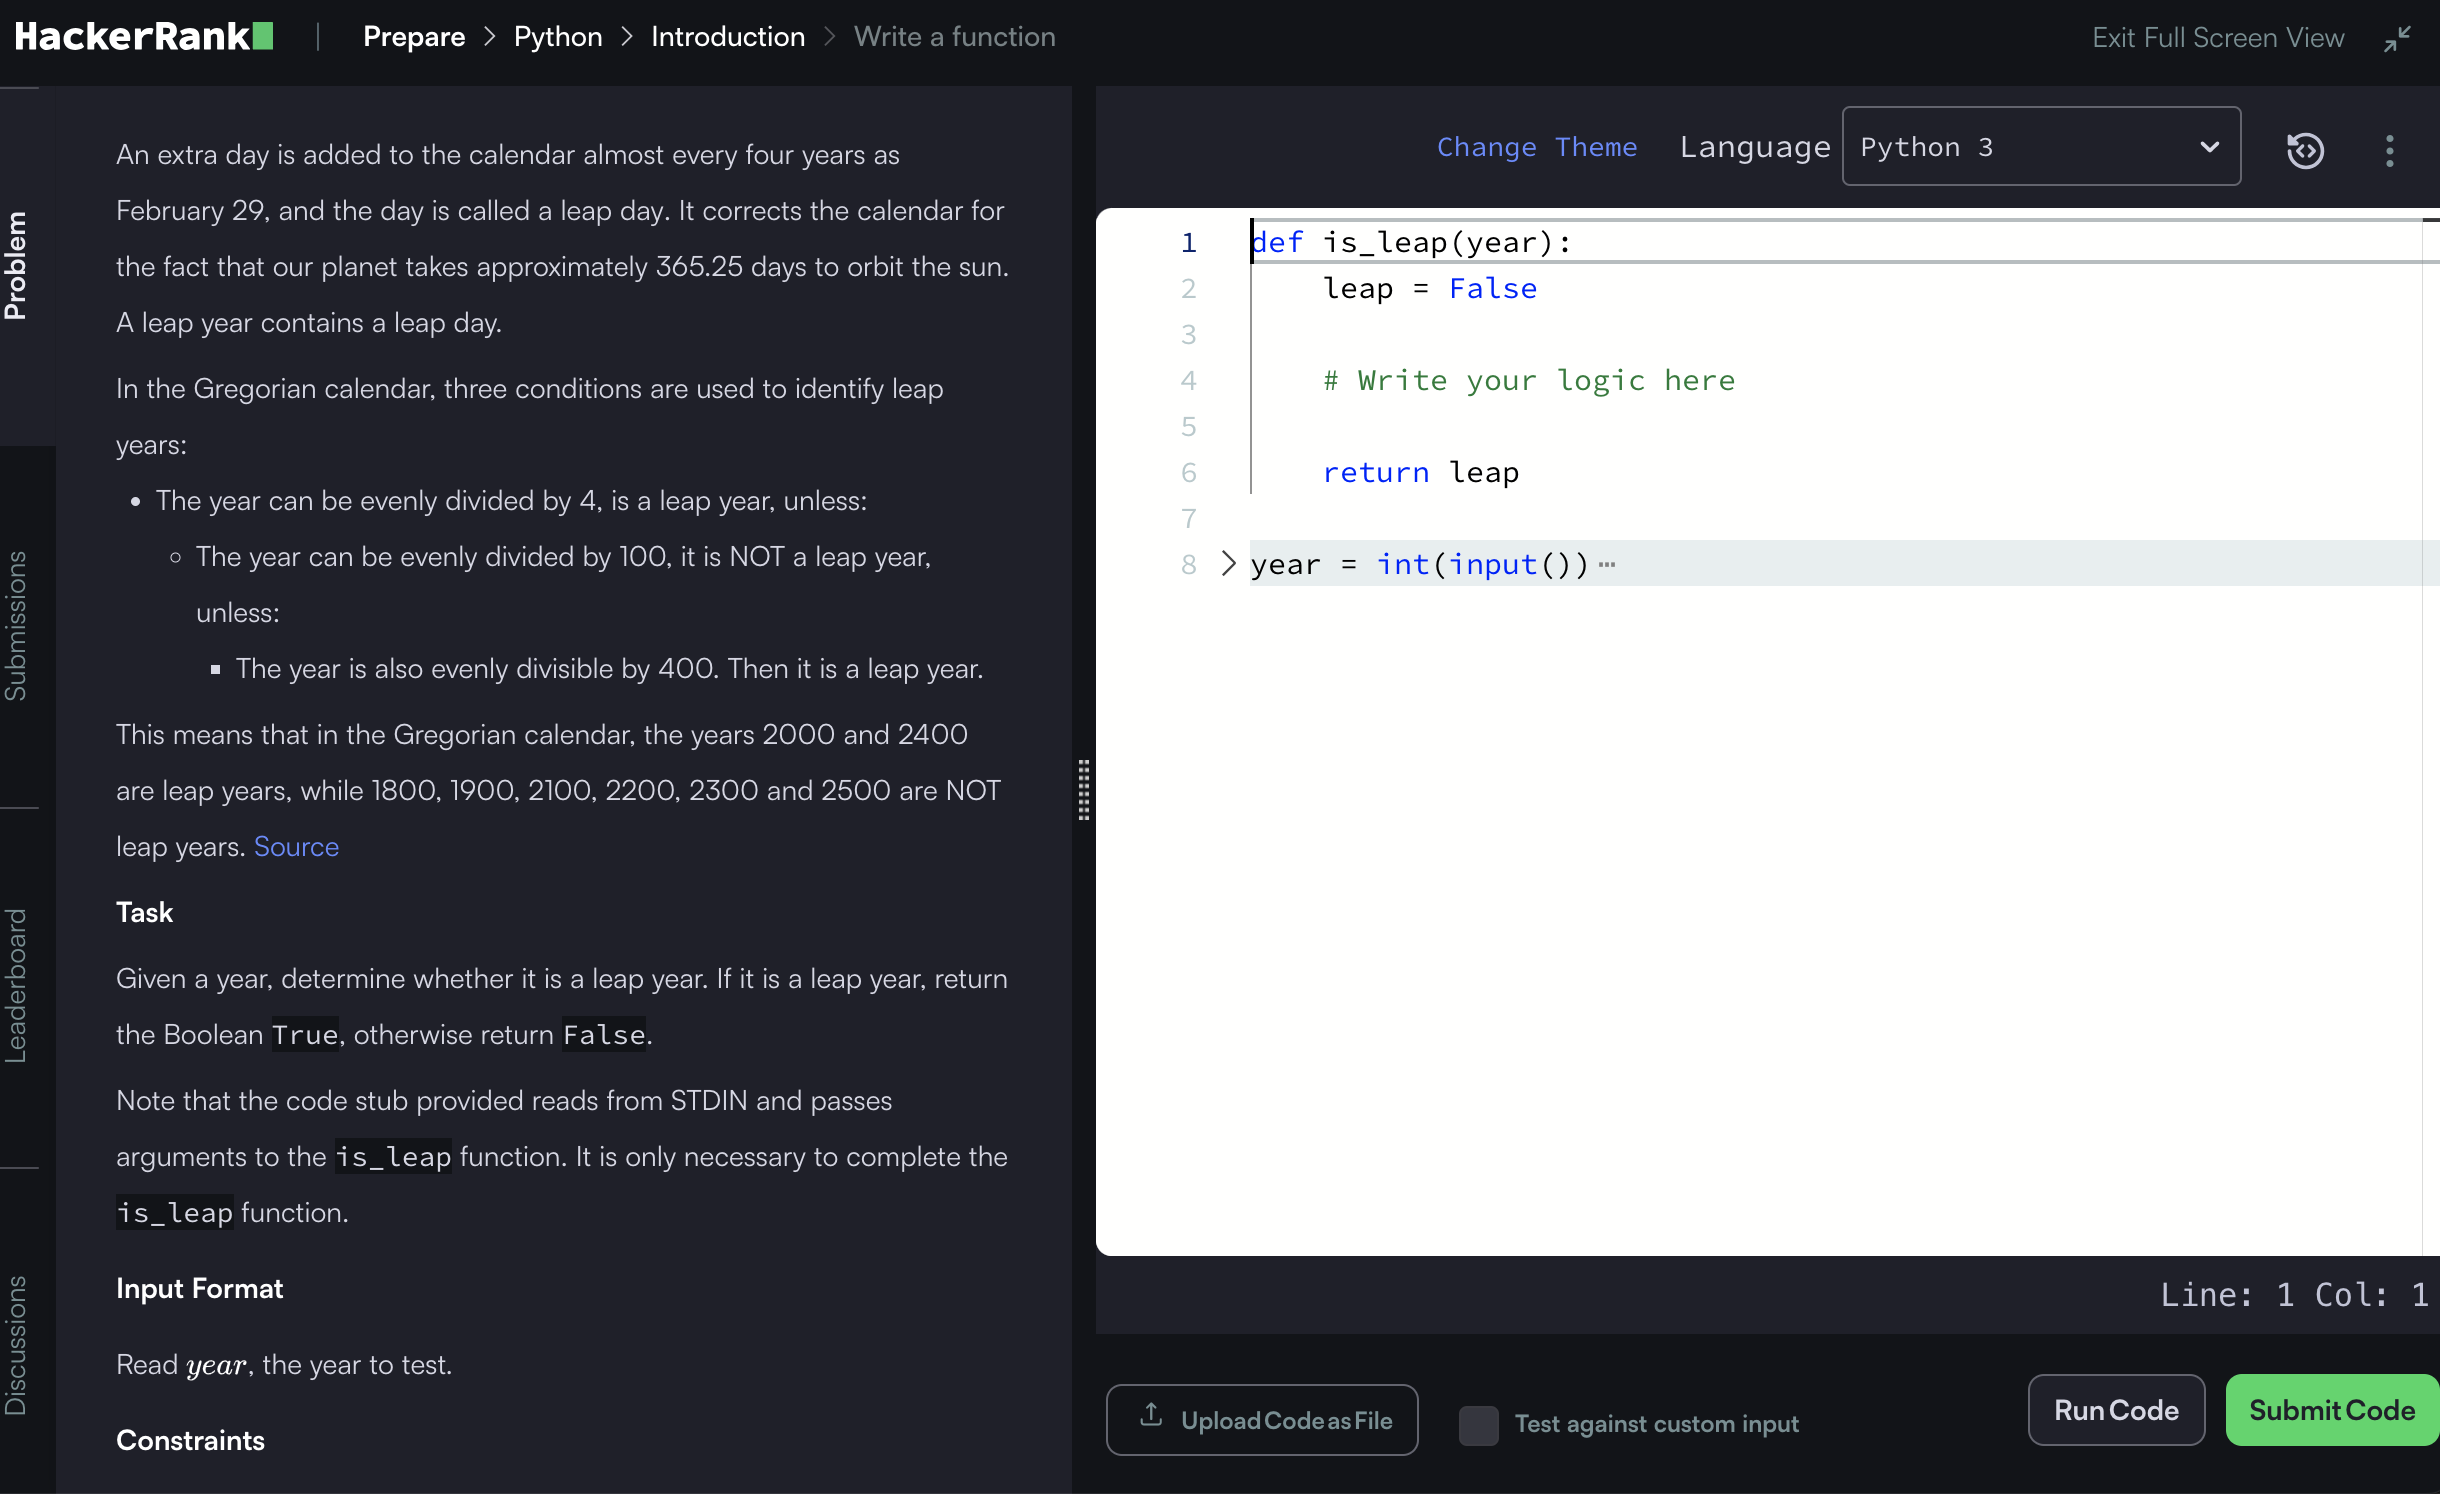 HackerRank | Prepare > Python > Introduction > Write a function Exit Full Screen View
Problem
Submissions
Leaderboard
Discussions
An extra day is added to the calendar almost every four years as
February 29, and the day is called a leap day. It corrects the calendar for
the fact that our planet takes approximately 365.25 days to orbit the sun.
A leap year contains a leap day.
In the Gregorian calendar, three conditions are used to identify leap
years:
• The year can be evenly divided by 4, is a leap year, unless:
○ The year can be evenly divided by 100, it is NOT a leap year,
unless:
▪ The year is also evenly divisible by 400. Then it is a leap year.
This means that in the Gregorian calendar, the years 2000 and 2400
are leap years, while 1800, 1900, 2100, 2200, 2300 and 2500 are NOT
leap years. Source
Task
Given a year, determine whether it is a leap year. If it is a leap year, return
the Boolean True, otherwise return False.
Note that the code stub provided reads from STDIN and passes
arguments to the is_leap function. It is only necessary to complete the
is_leap function.
Input Format
Read year, the year to test.
Constraints
Change Theme Language Python 3
1 def is_leap(year):
2     leap = False
3
4     # Write your logic here
5
6     return leap
7
8 > year = int(input())⋯
Line: 1 Col: 1
Upload Code as File Test against custom input Run Code Submit Code